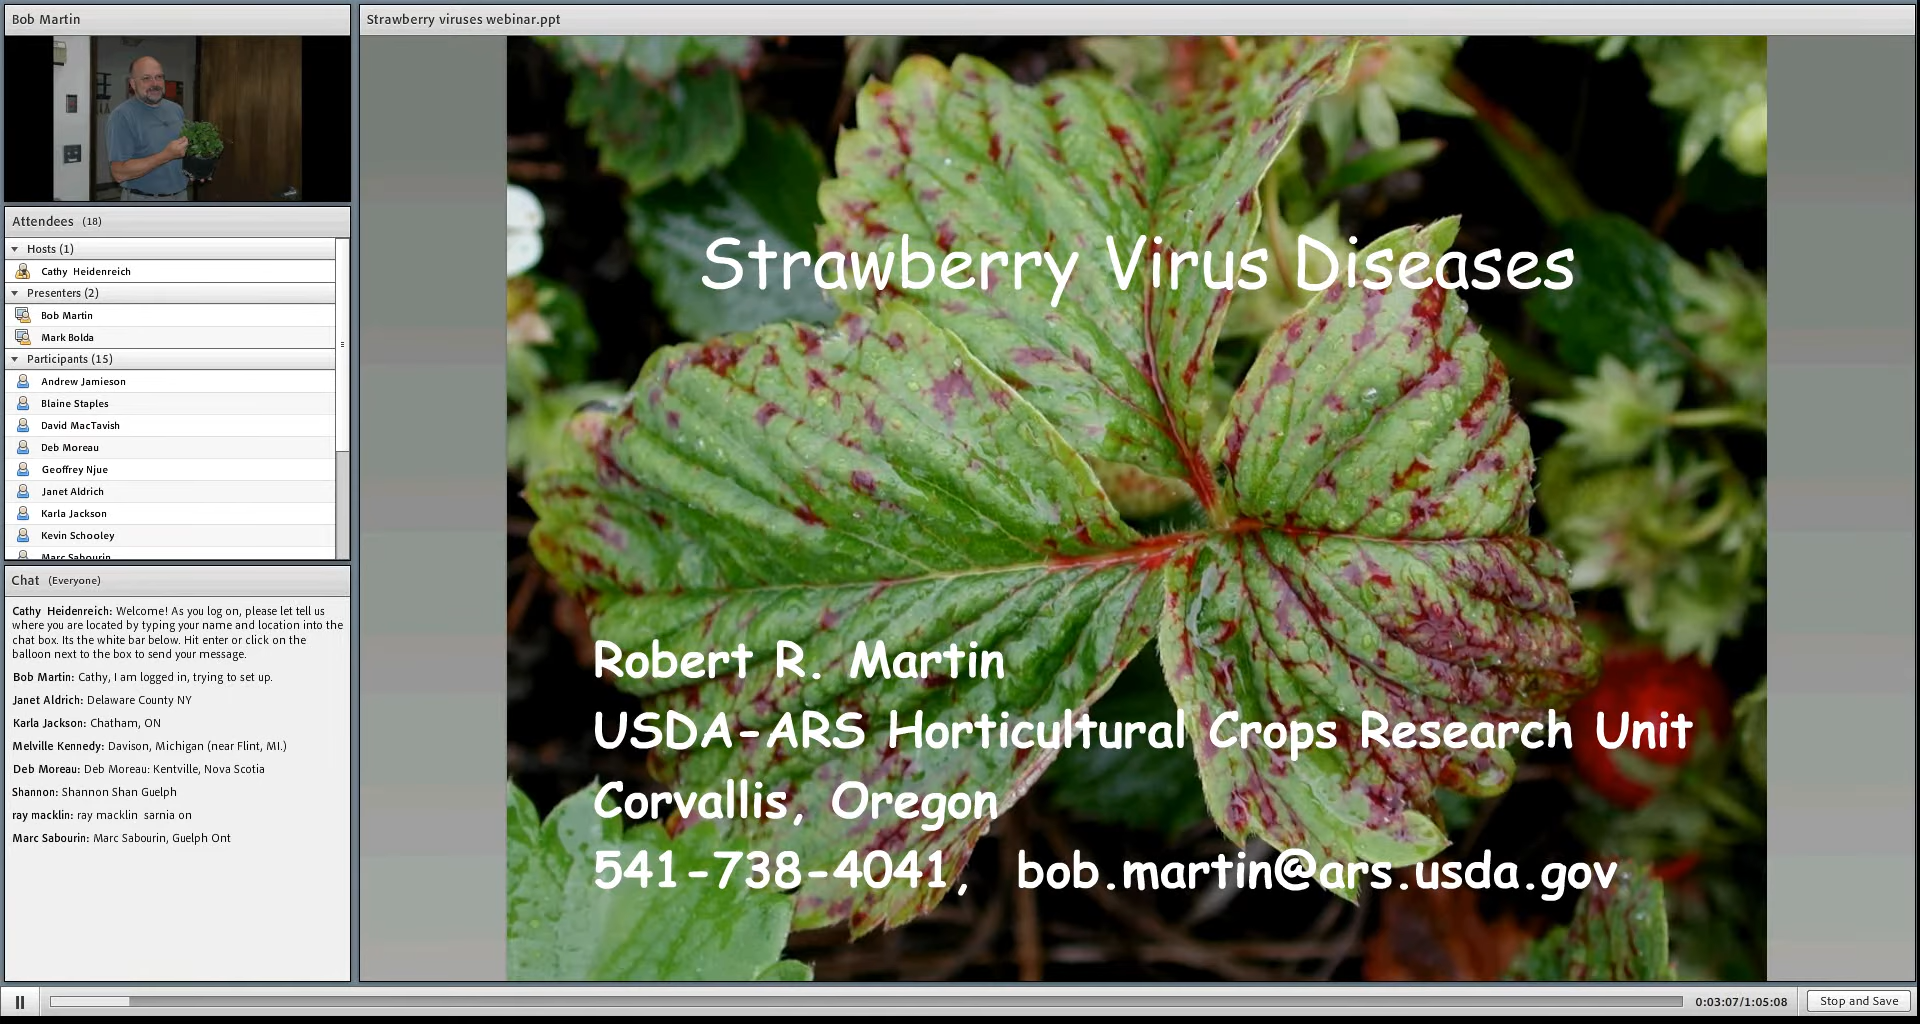 Bob Martin
Attendees (18)
Hosts (1)
Cathy Heidenreich
Presenters (2)
Bob Martin
Mark Bolda
Participants (15)
Andrew Jamieson
Blaine Staples
David MacTavish
Deb Moreau
Geoffrey Njue
Janet Aldrich
Karla Jackson
Kevin Schooley
Marc Sabourin
Chat (Everyone)
Cathy Heidenreich: Welcome! As you log on, please let tell us
where you are located by typing your name and location into the
chat box. Its the white bar below. Hit enter or click on the
balloon next to the box to send your message.
Bob Martin: Cathy, I am logged in, trying to set up.
Janet Aldrich: Delaware County NY
Karla Jackson: Chatham, ON
Melville Kennedy: Davison, Michigan (near Flint, MI.)
Deb Moreau: Deb Moreau: Kentville, Nova Scotia
Shannon: Shannon Shan Guelph
ray macklin: ray macklin sarnia on
Marc Sabourin: Marc Sabourin, Guelph Ont
Strawberry viruses webinar.ppt
Strawberry Virus Diseases
Robert R. Martin
USDA-ARS Horticultural Crops Research Unit
Corvallis, Oregon
541-738-4041, bob.martin@ars.usda.gov
0:03:07/1:05:08
Stop and Save